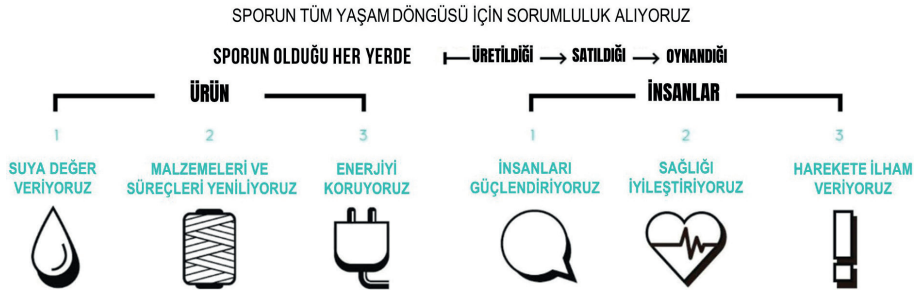 SPORUN TÜM YAŞAM DÖNGÜSÜ İÇİN SORUMLULUK ALIYORUZ
SPORUN OLDUĞU HER YERDE ÜRETİLDİĞİ SATILDIĞI OYNANDIĞI
ÜRÜN
1
SUYA DEĞER
VERİYORUZ
2
MALZEMELERİ VE
SÜREÇLERİ YENİLİYORUZ
3
ENERJİYİ
KORUYORUZ
İNSANLAR
1
İNSANLARI
GÜÇLENDİRİYORUZ
2
SAĞLIĞI
İYİLEŞTİRİYORUZ
3
HAREKETE İLHAM
VERİYORUZ